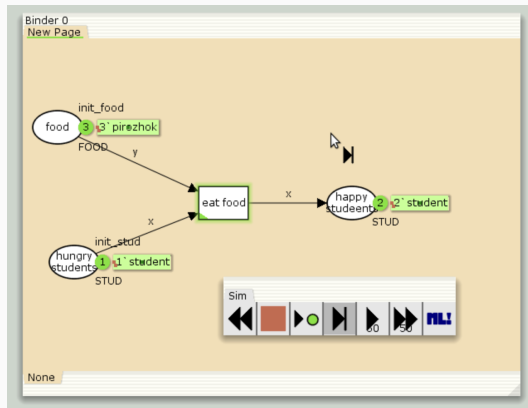 Binder 0
New Page
init_food
food
3
3`pirozhok
FOOD
y
eat food
x
happy
studeents
2
2`student
STUD
x
init_stud
hungry
students
1
1`student
STUD
Sim
50
50
ML!
None